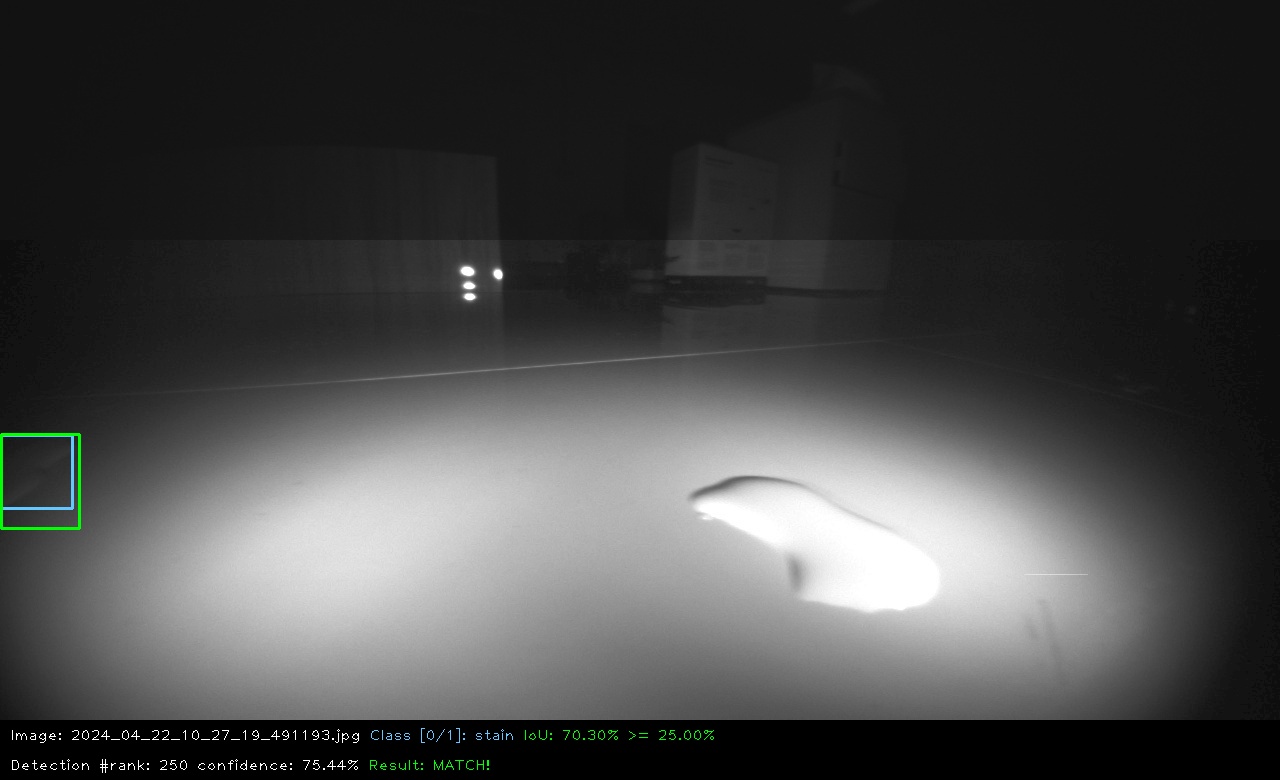 Image: 2024_04_22_10_27_19_491193.jpg Class [0/1]: stain IoU: 70.30% >= 25.00%
Detection #rank: 250 confidence: 75.44% Result: MATCH!